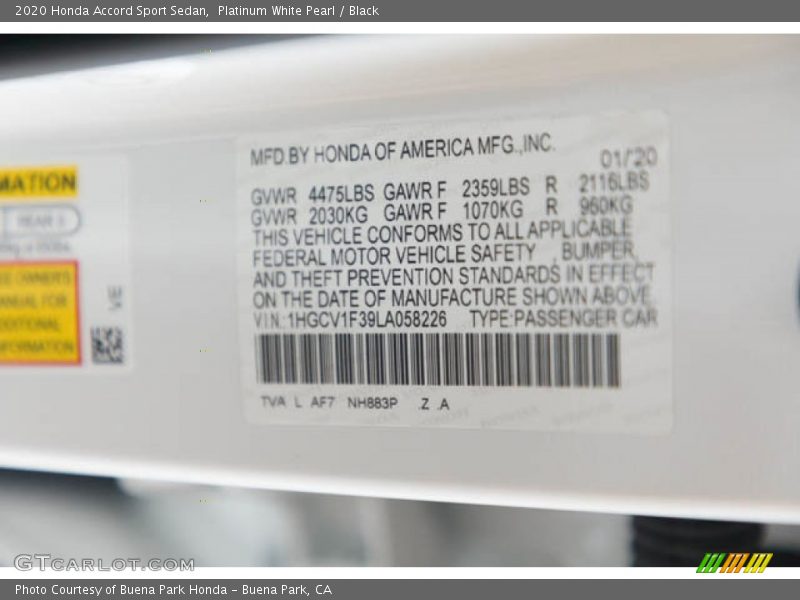 2020 Honda Accord Sport Sedan,  Platinum White Pearl / Black
MATION
REAR
MFD.BY HONDA OF AMERICA MFG.,INC.
01/20
GVWR 4475LBS GAWR F 2359LBS R 2116LBS
GVWR 2030KG GAWR F 1070KG R 960KG
THIS VEHICLE CONFORMS TO ALL APPLICABLE
FEDERAL MOTOR VEHICLE SAFETY , BUMPER,
AND THEFT PREVENTION STANDARDS IN EFFECT
ON THE DATE OF MANUFACTURE SHOWN ABOVE.
V.I.N.:1HGCV1F39LA058226 TYPE:PASSENGER CAR
TVA L AF7 NH883P .Z .A
GTCARLOT.COM
Photo Courtesy of Buena Park Honda - Buena Park, CA